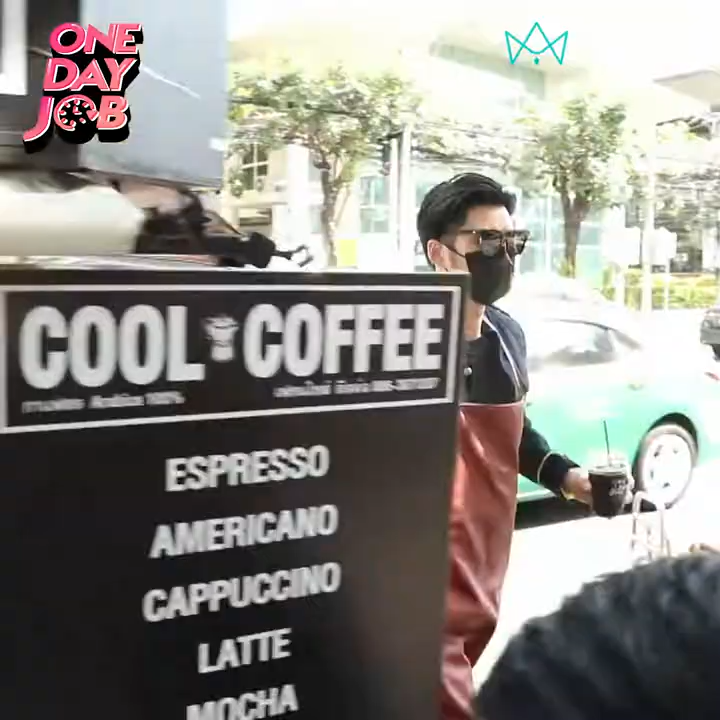 ONE
DAY
JOB
COOL COFFEE
ESPRESSO
AMERICANO
CAPPUCCINO
LATTE
MOCHA